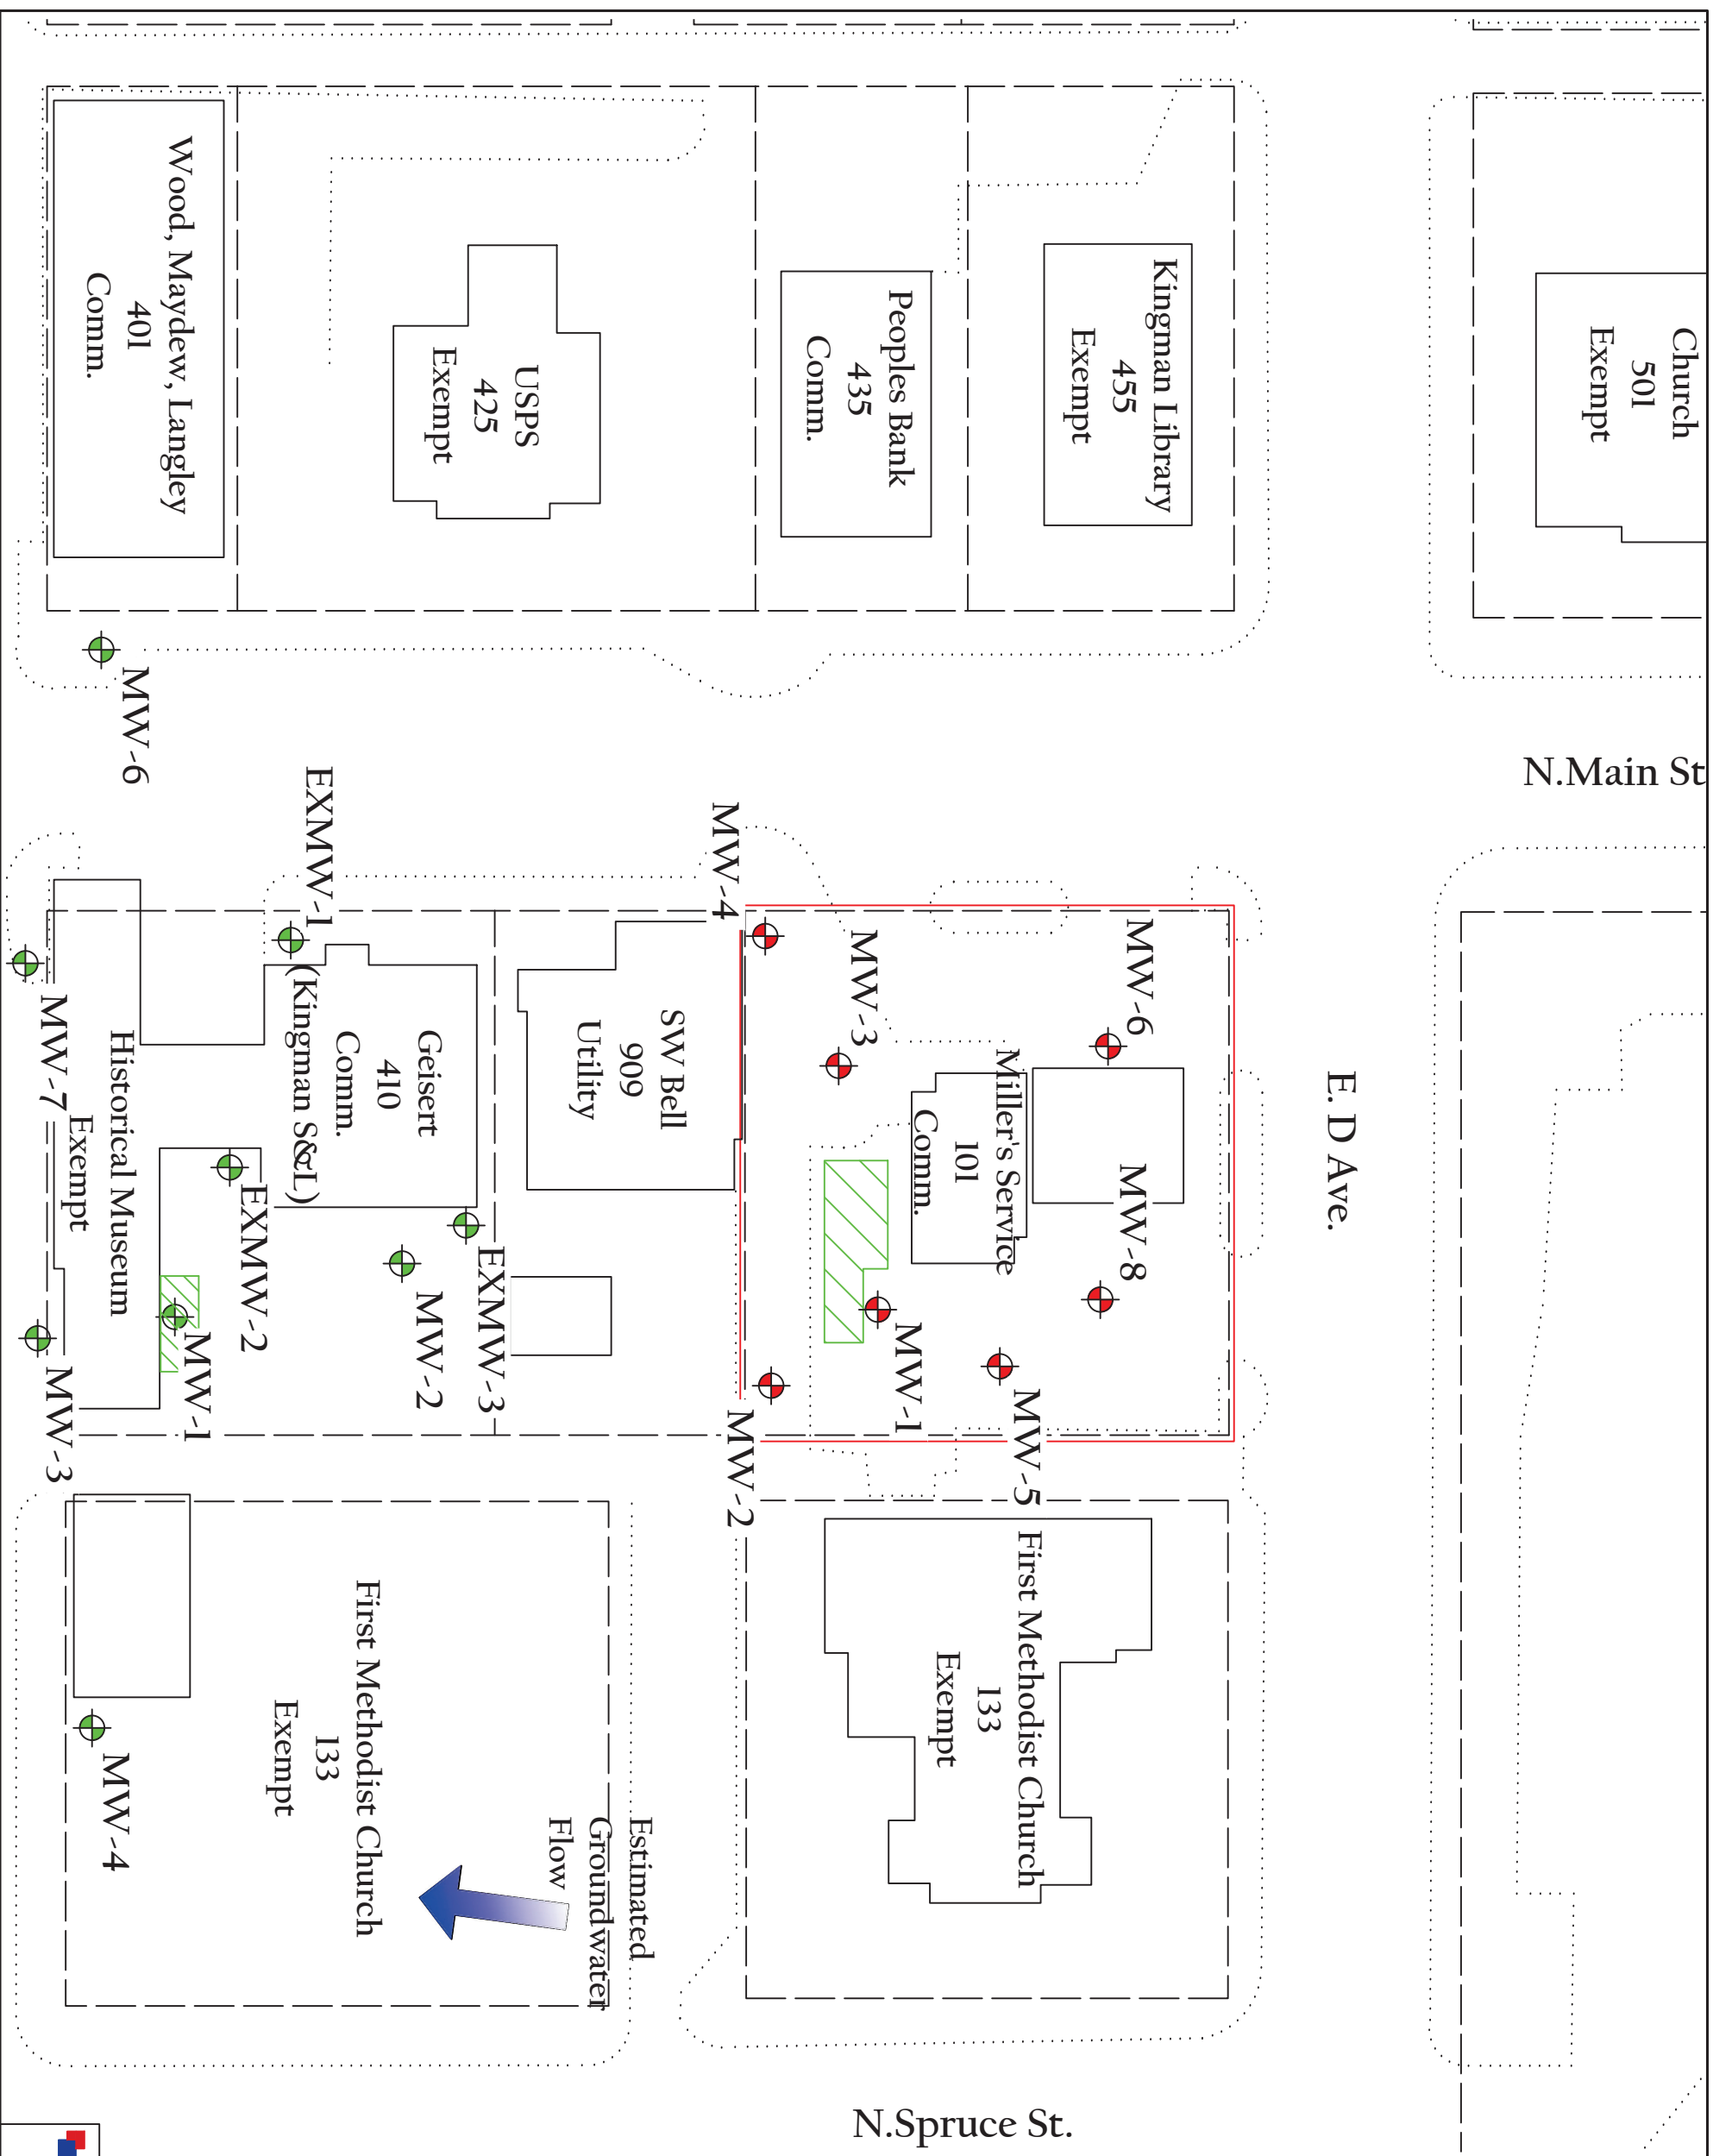 Church
501
Exempt
Kingman Library
455
Exempt
Peoples Bank
435
Comm.
USPS
425
Exempt
Wood, Maydew, Langley
401
Comm.
N.Main St
MW-6
EXMW-1
MW-4
MW-3
MW-6
E. D Ave.
Miller's Service
101
Comm.
MW-8
MW-1
MW-5
MW-2
SW Bell
909
Utility
Geisert
410
Comm.
(Kingman S&L)
EXMW-3
MW-2
EXMW-2
MW-1
Historical Museum
Exempt
MW-7
MW-3
First Methodist Church
133
Exempt
First Methodist Church
133
Exempt
MW-4
Estimated
Groundwater
Flow
N.Spruce St.